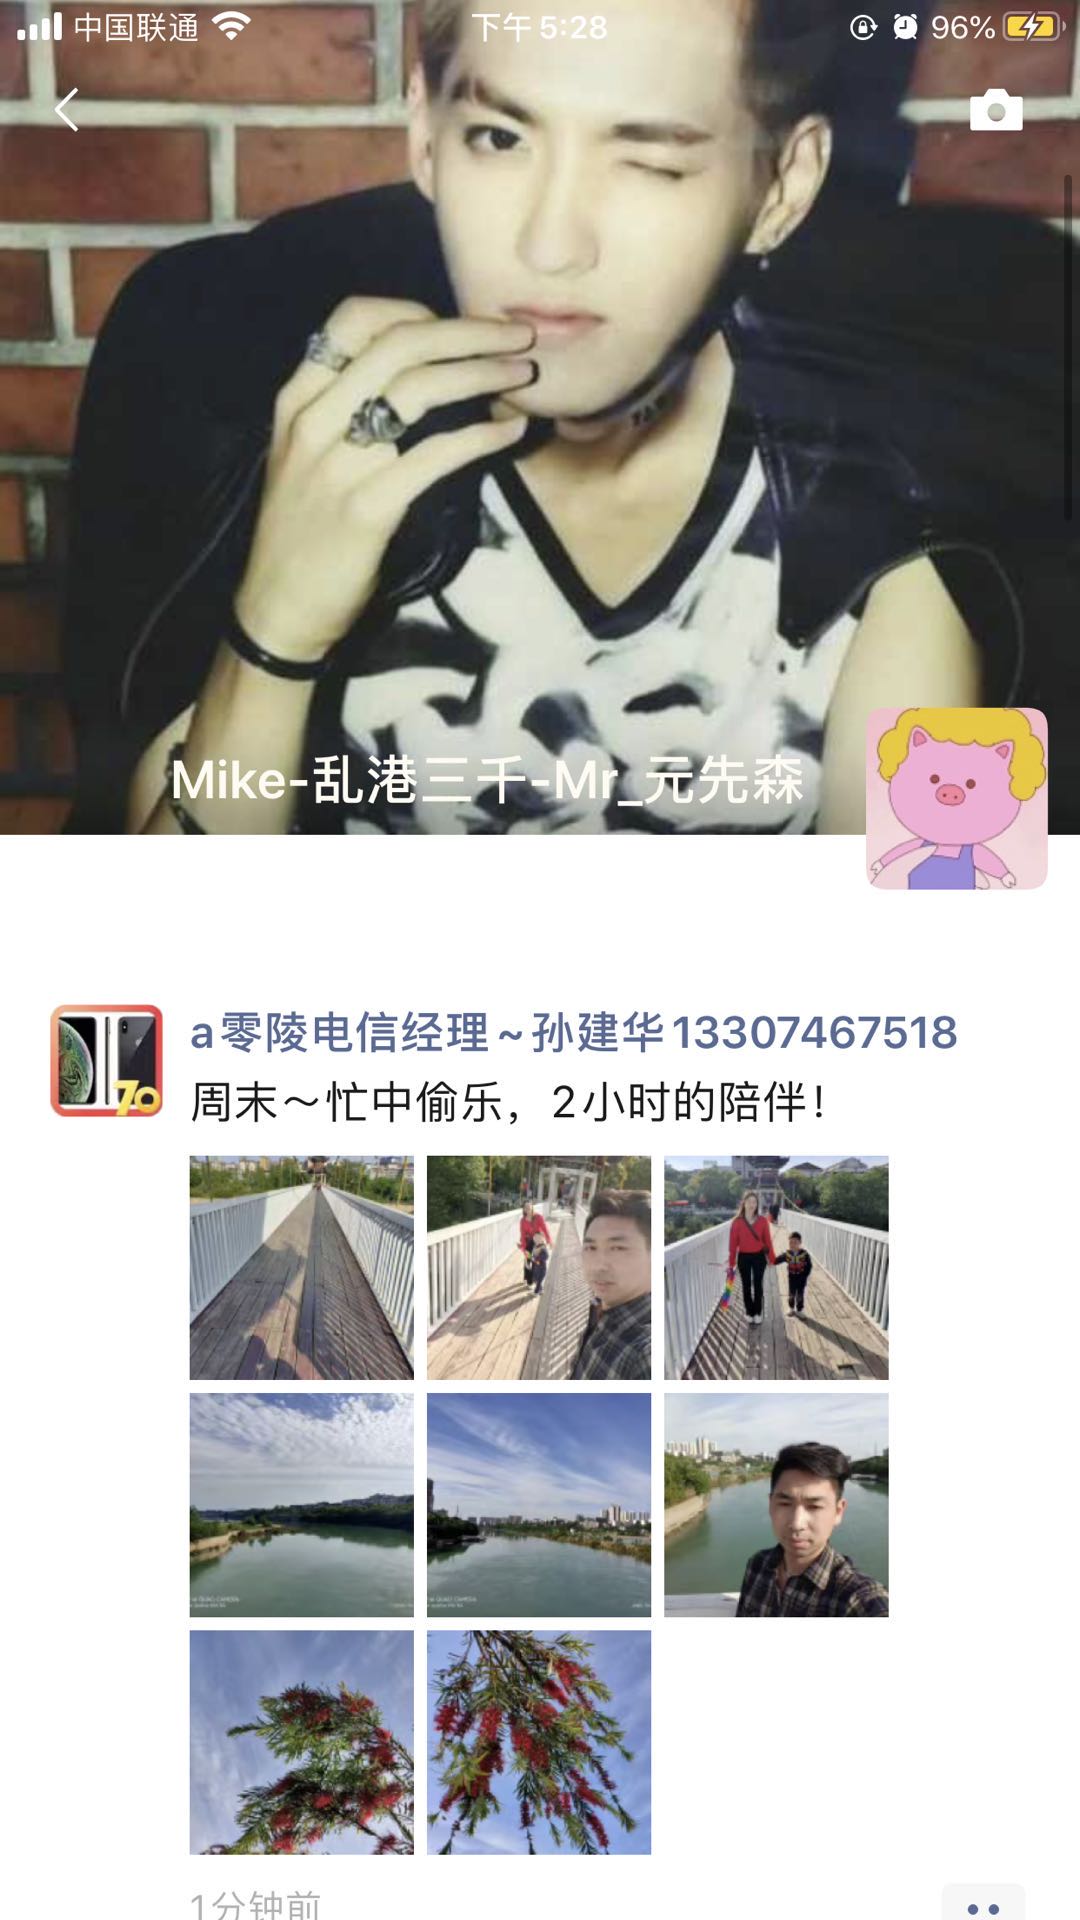 中国联通
下午5:28
96%
Mike-乱港三千-Mr_元先森
70
a零陵电信经理~孙建华13307467518
周末～忙中偷乐，2小时的陪伴！
1分钟前